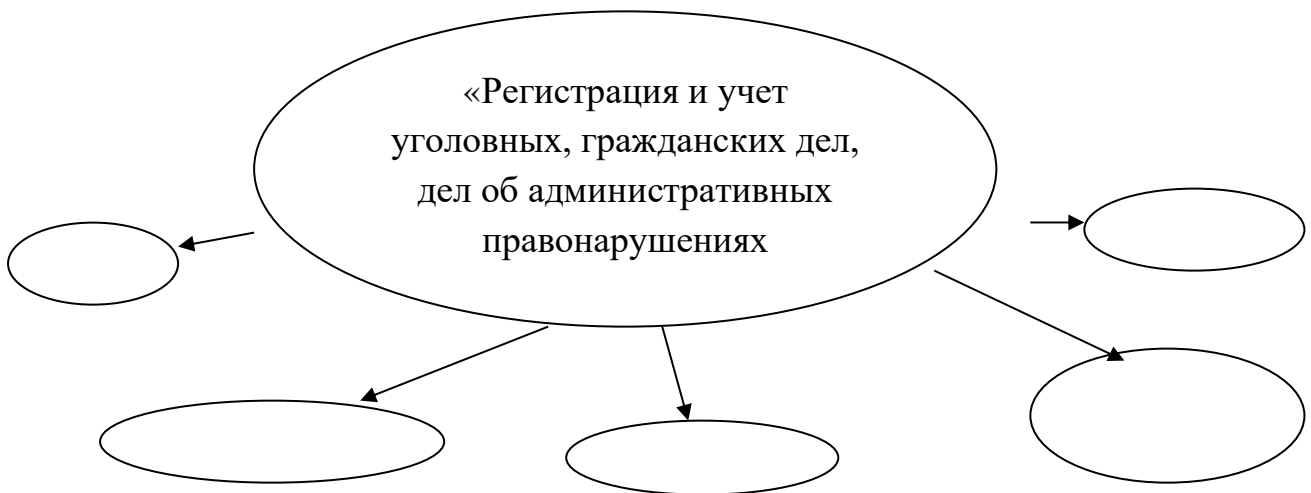 «Регистрация и учет
уголовных, гражданских дел,
дел об административных
правонарушениях